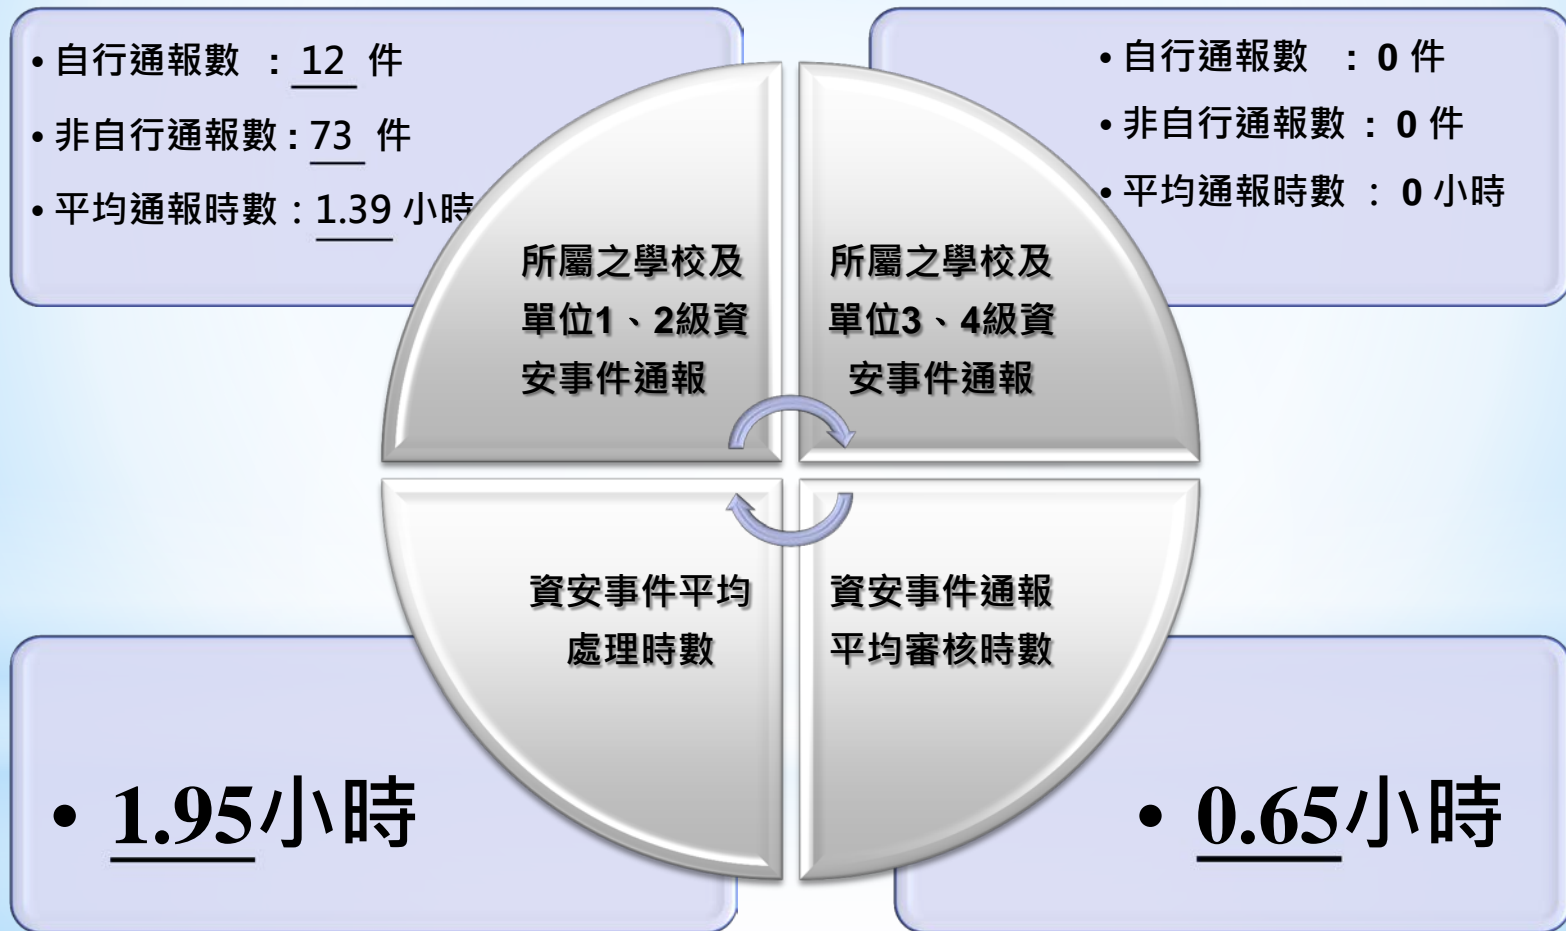 • 自行通報數 : 12 件
• 非自行通報數 : 73 件
• 平均通報時數 : 1.39 小時
• 自行通報數 : 0 件
• 非自行通報數 : 0 件
• 平均通報時數 : 0 小時
所屬之學校及
單位1、2級資
安事件通報
所屬之學校及
單位3、4級資
安事件通報
資安事件平均
處理時數
資安事件通報
平均審核時數
• 1.95小時
• 0.65小時